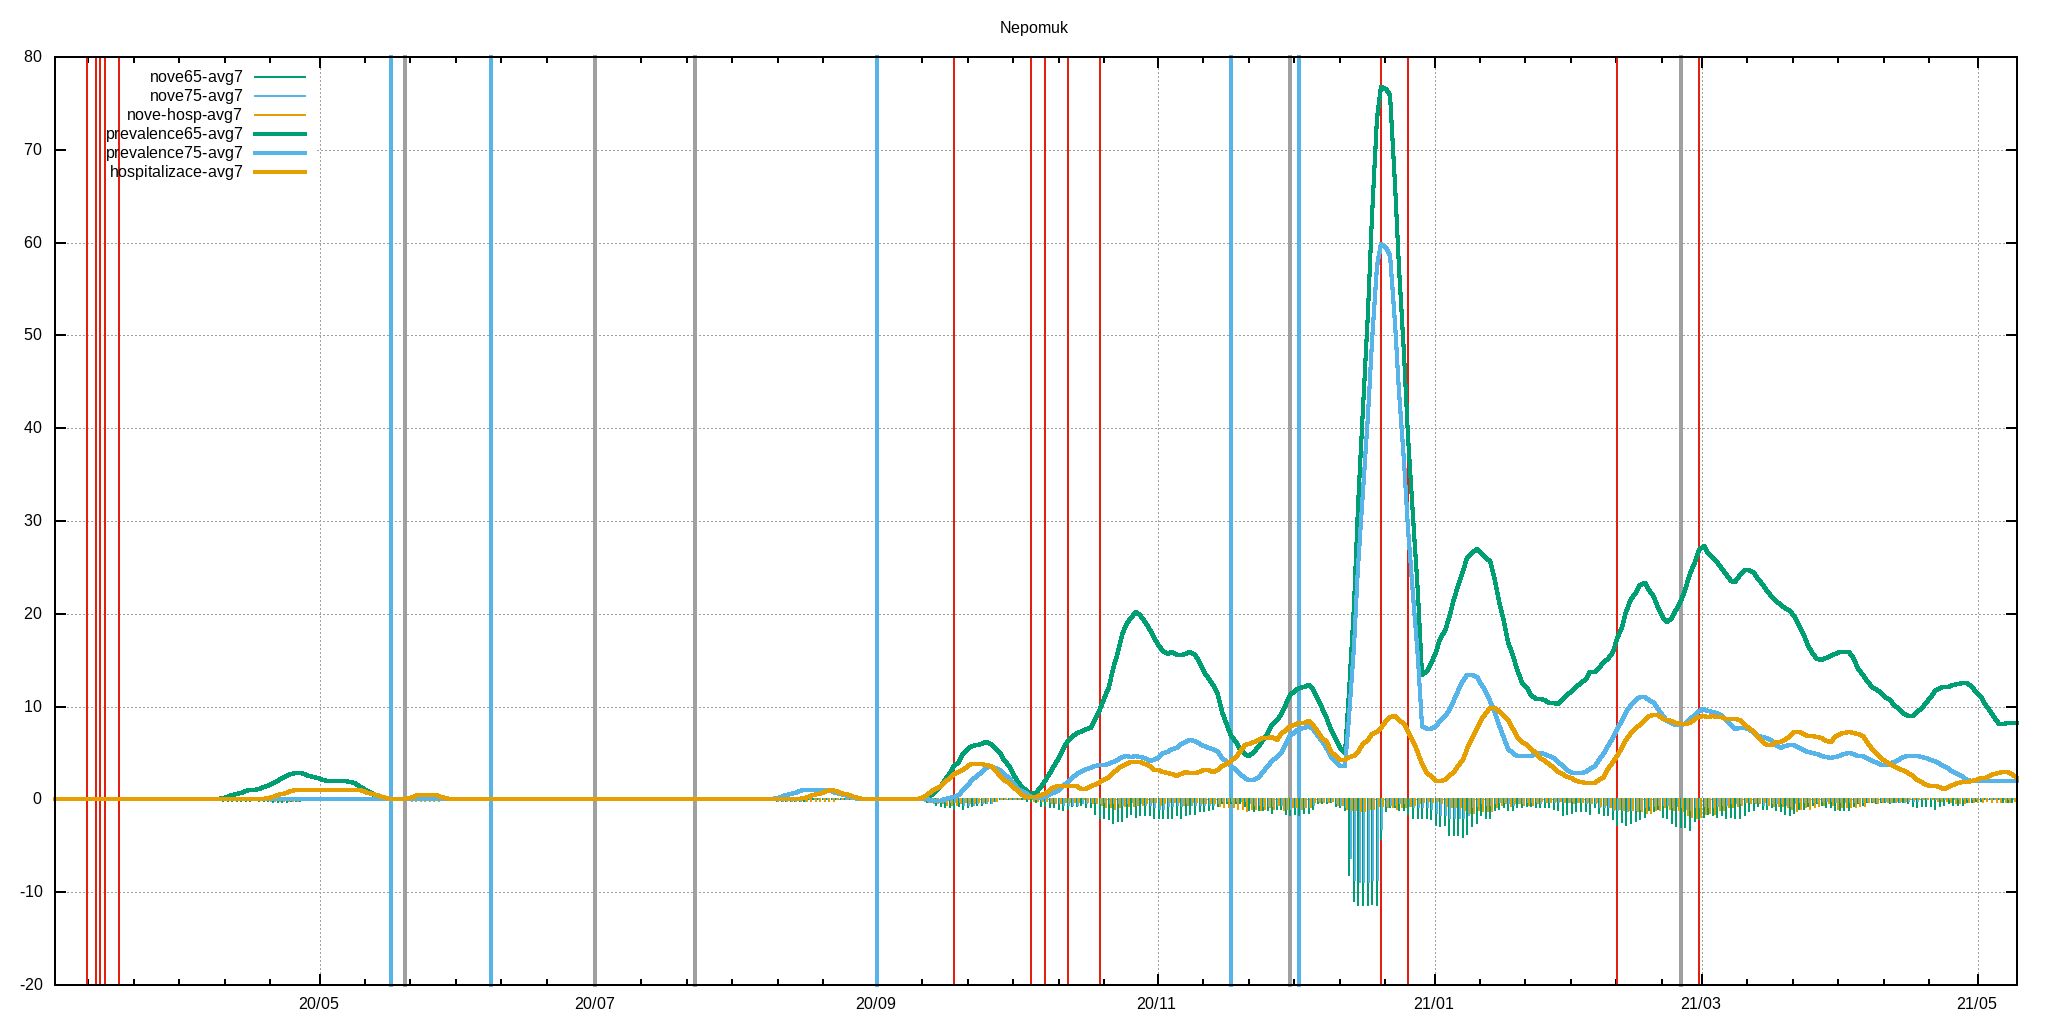 Nepomuk
80
70
60
50
40
30
20
10
0
-10
-20
nove65-avg7
nove75-avg7
nove-hosp-avg7
prevalence65-avg7
prevalence75-avg7
hospitalizace-avg7
20/05 20/07 20/09 20/11 21/01 21/03 21/05